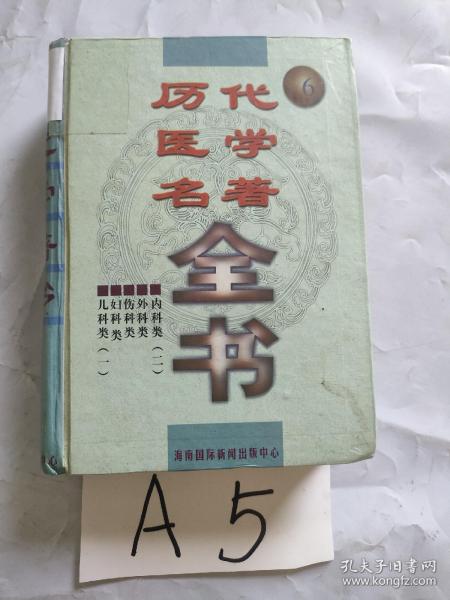 历代
医学
名著
全书
6
内科类（二）
外科类
伤科类
妇科类
儿科类（一）
海南国际新闻出版中心
A5
孔夫子旧书网
www.kongfz.com